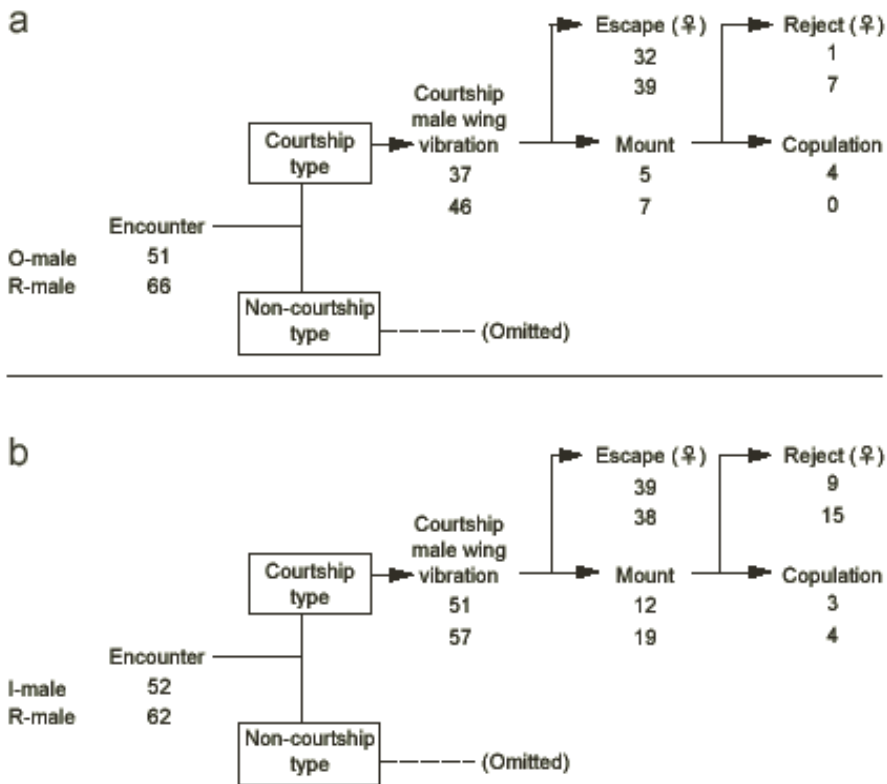 a
Escape (♀)
32
39
Reject (♀)
1
7
Courtship
male wing
vibration
37
46
Courtship
type
Mount
5
7
Copulation
4
0
Encounter
O-male 51
R-male 66
Non-courtship
type
(Omitted)
b
Escape (♀)
39
38
Reject (♀)
9
15
Courtship
male wing
vibration
51
57
Courtship
type
Mount
12
19
Copulation
3
4
Encounter
I-male 52
R-male 62
Non-courtship
type
(Omitted)